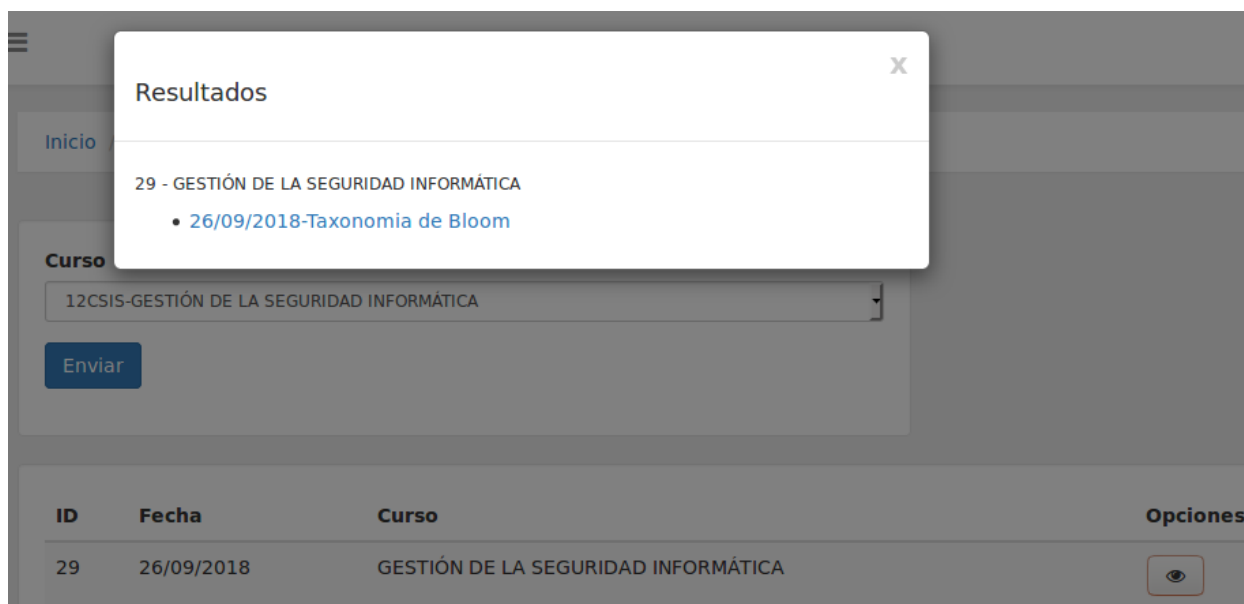 x
Resultados
Inicio /
29 - GESTIÓN DE LA SEGURIDAD INFORMÁTICA
• 26/09/2018-Taxonomia de Bloom
Curso
12CSIS-GESTIÓN DE LA SEGURIDAD INFORMÁTICA
Enviar
ID Fecha Curso Opciones
29 26/09/2018 GESTIÓN DE LA SEGURIDAD INFORMÁTICA